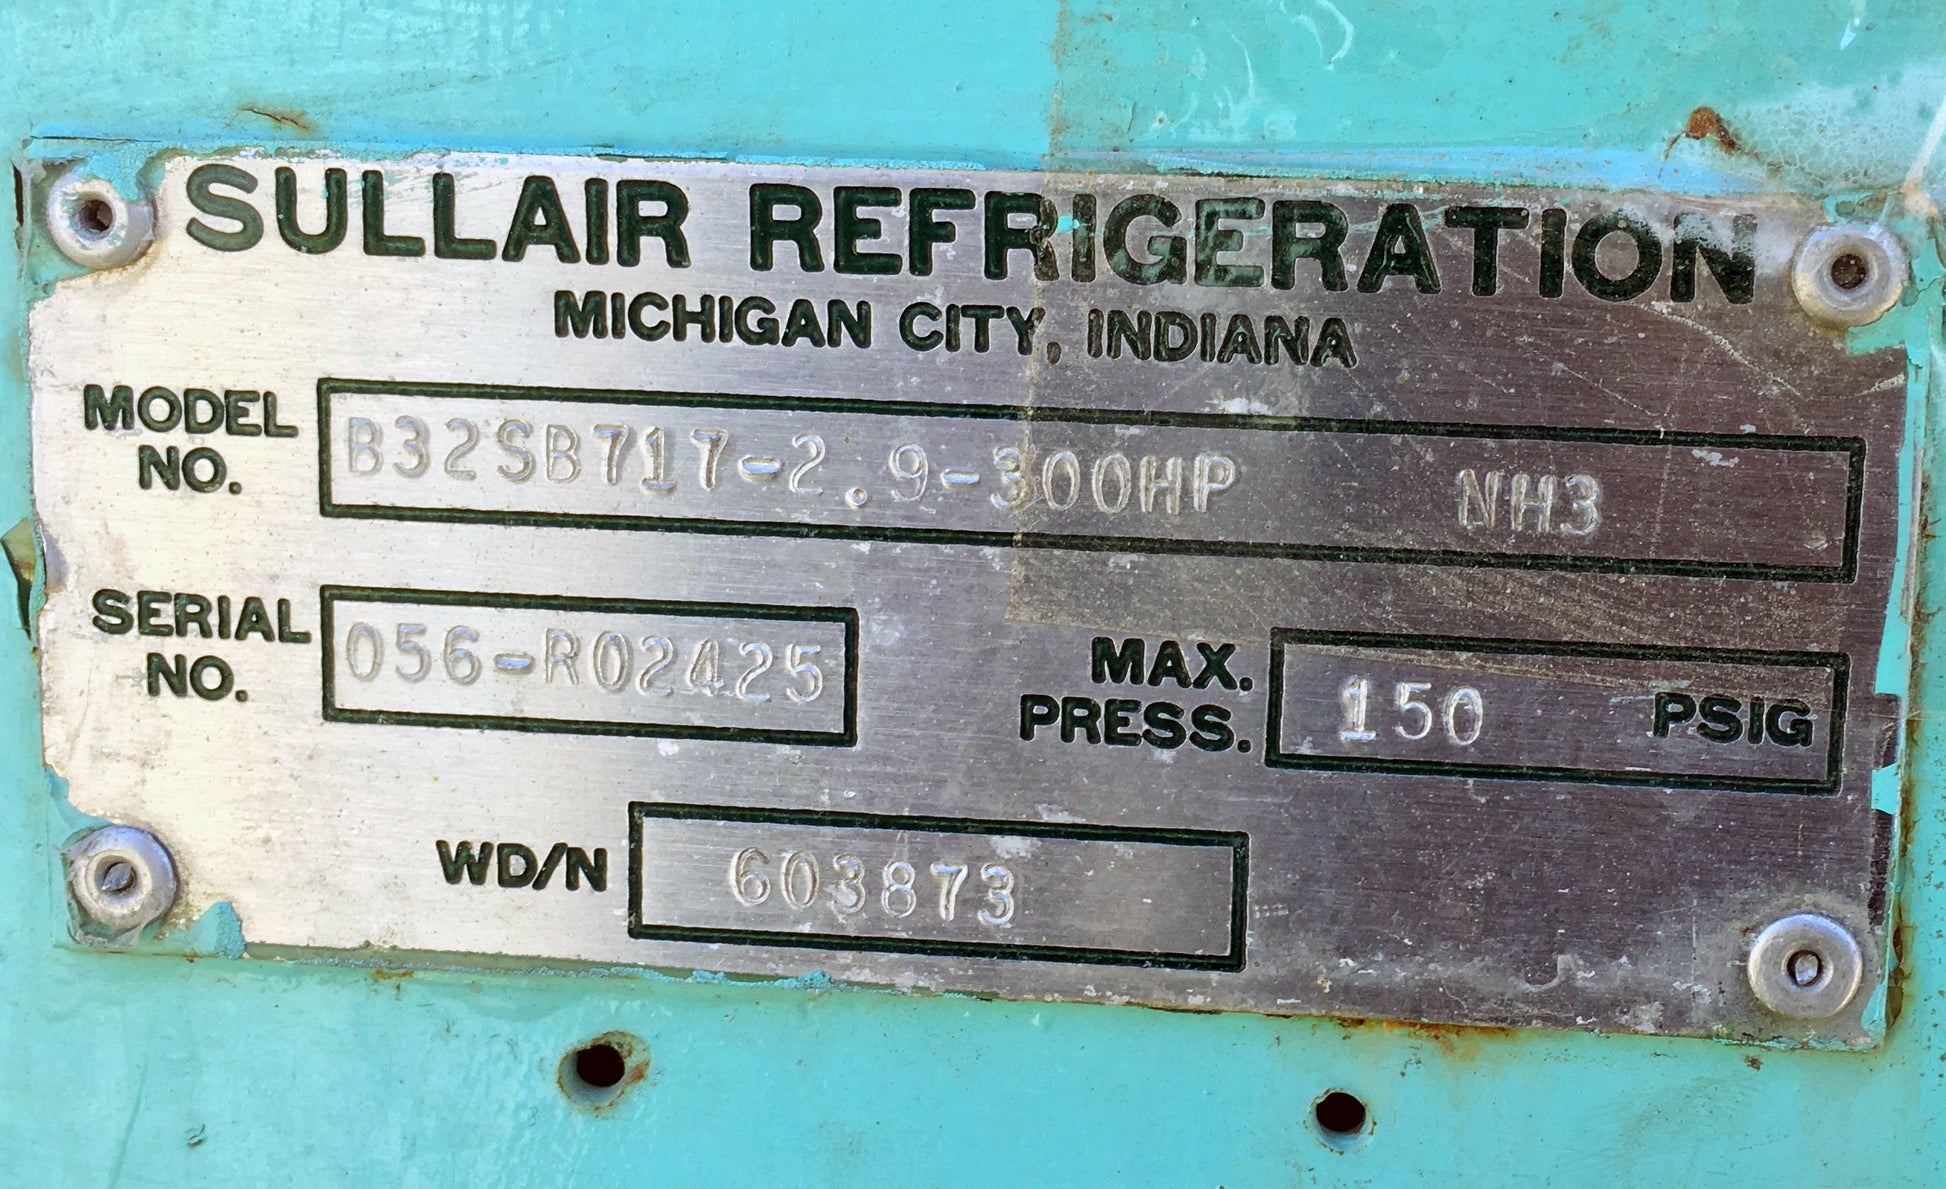 SULLAIR REFRIGERATION
MICHIGAN CITY, INDIANA
MODEL NO. B32SB717-2.9-300HP NH3
SERIAL NO. 056-R02425
MAX. PRESS. 150 PSIG
WD/N 603873